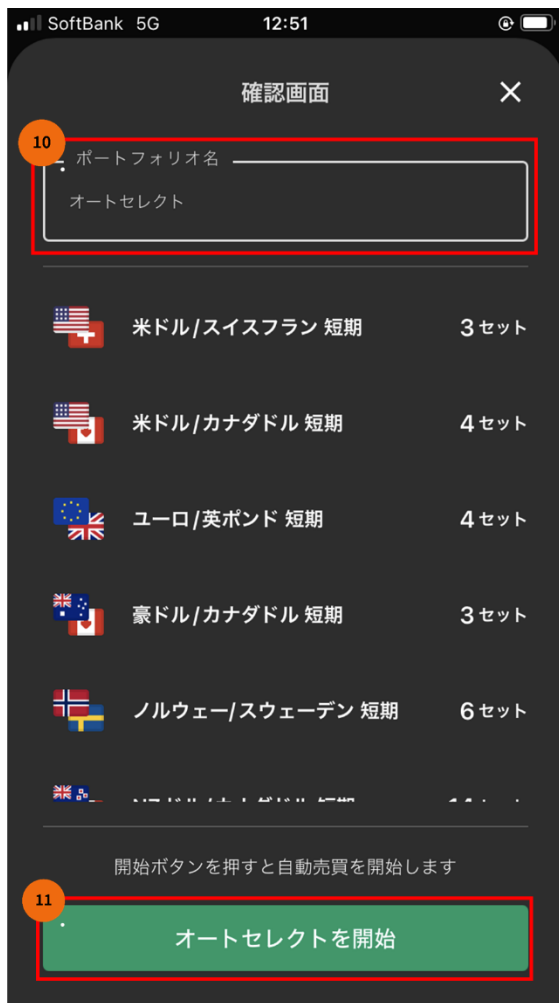 SoftBank 5G 12:51
確認画面
10
ポートフォリオ名
オートセレクト
米ドル/スイスフラン 短期 3セット
米ドル/カナダドル 短期 4セット
ユーロ/英ポンド 短期 4セット
豪ドル/カナダドル 短期 3セット
ノルウェー/スウェーデン 短期 6セット
開始ボタンを押すと自動売買を開始します
11
オートセレクトを開始